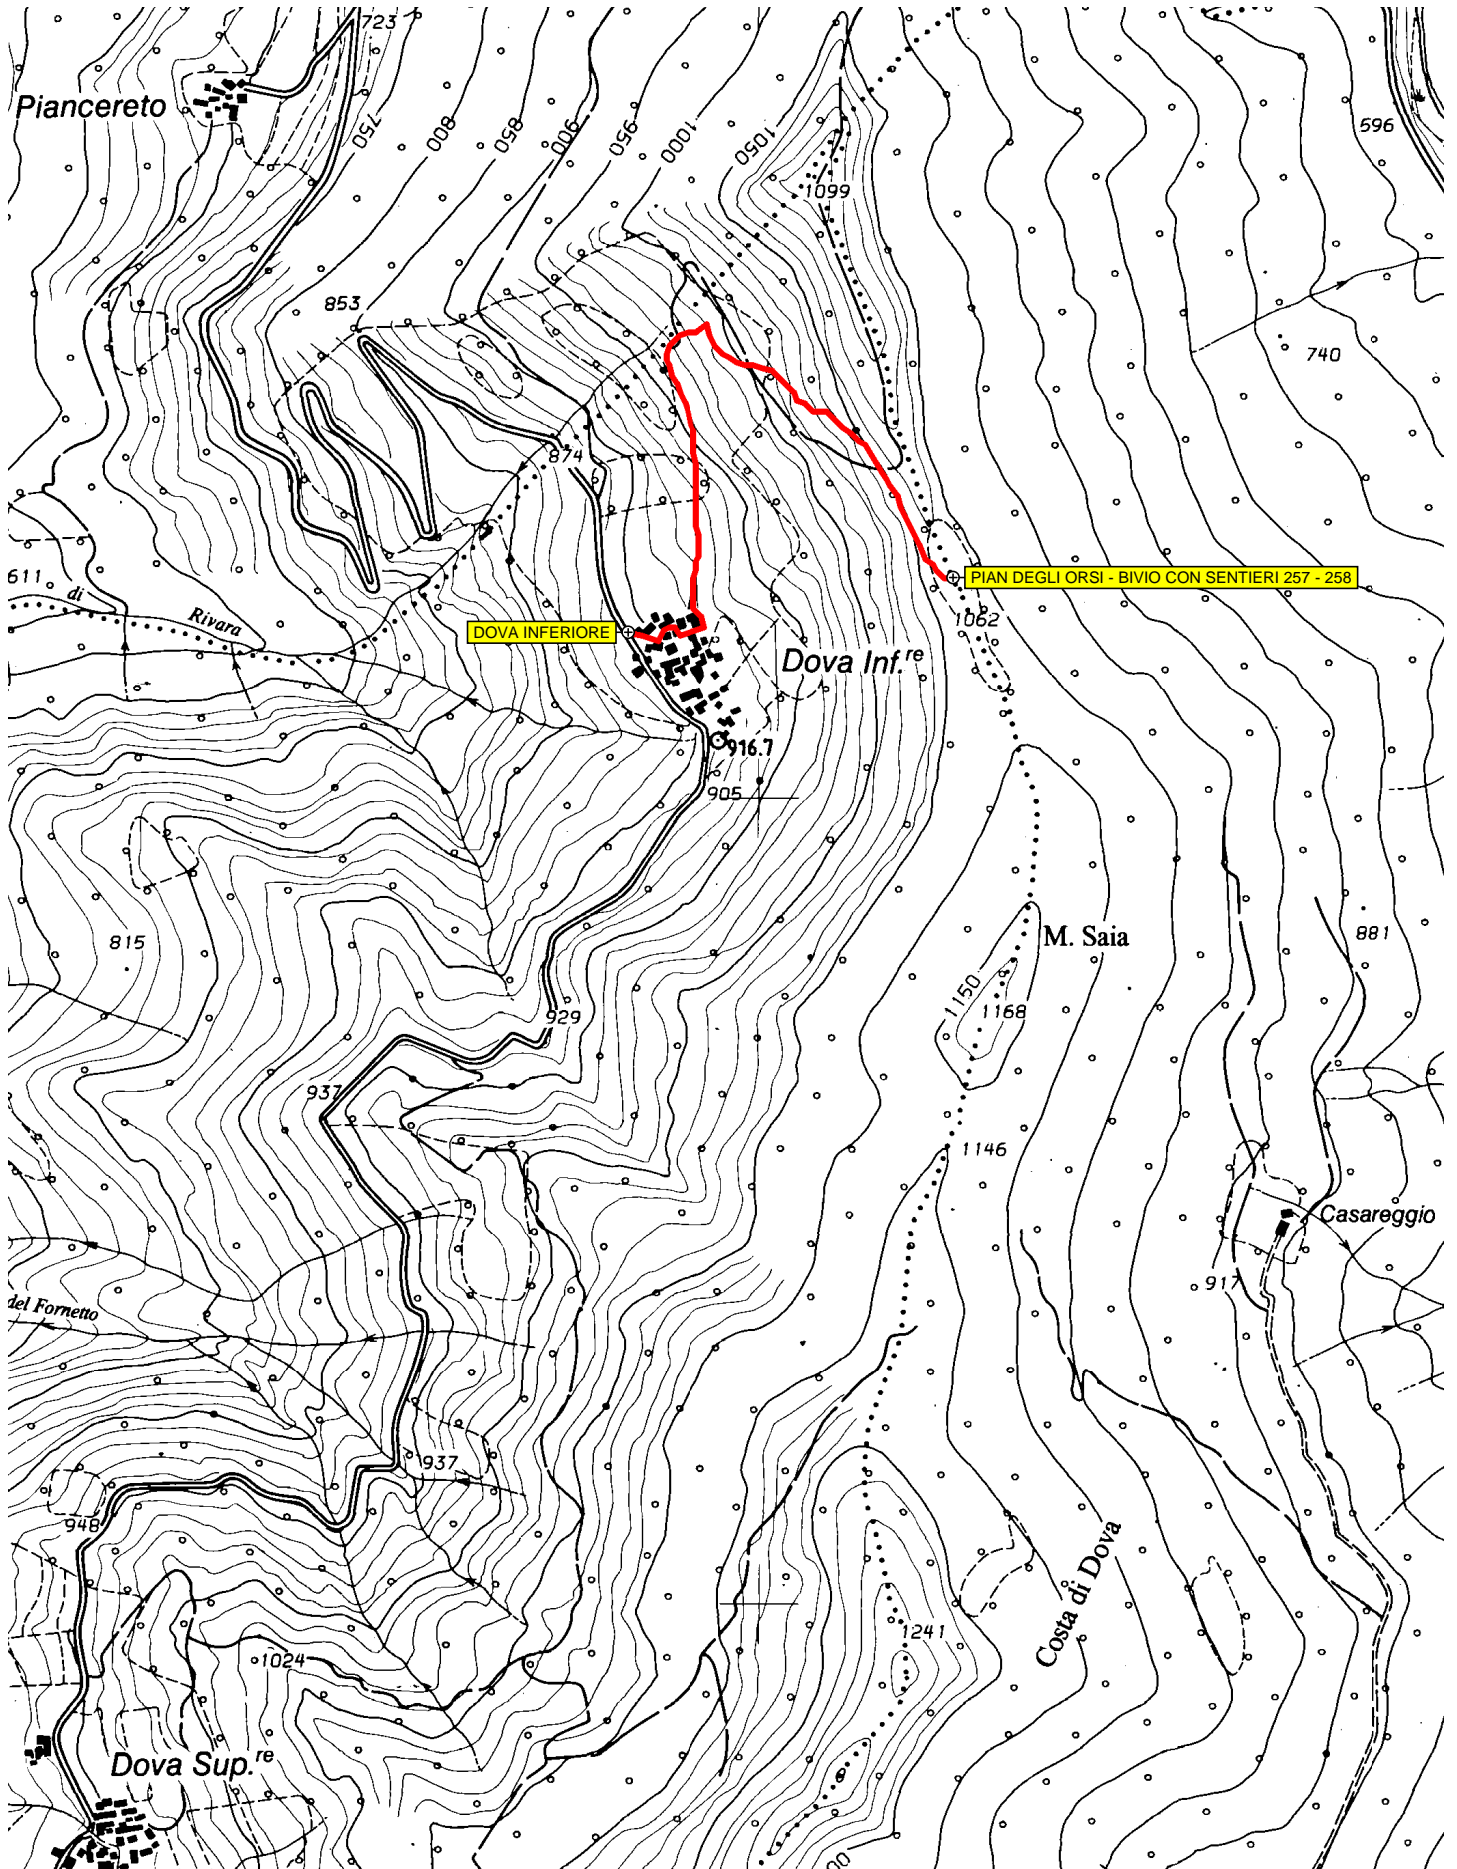 723
Piancereto
750
800
850
900
950
1000
1050
596
1099
853
740
874
PIAN DEGLI ORSI - BIVIO CON SENTIERI 257 - 258
611
di
Rivara
1062
DOVA INFERIORE
Dova Inf.re
916.7
905
815
M. Saia
881
1150
1168
929
937
1146
Casareggio
917
del Fornetto
937
948
Costa di Dova
1241
1024
Dova Sup.re